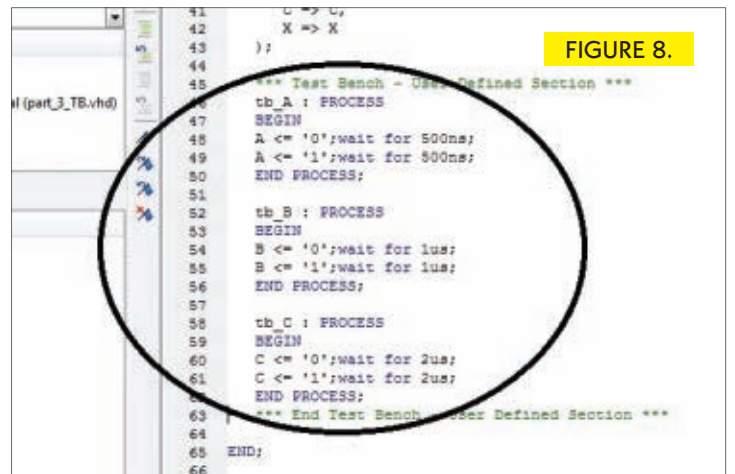 FIGURE 8.
al (part_3_TB.vhd)
41 C => C,
42 X => X
43 );
44
45 *** Test Bench - User Defined Section ***
46 tb_A : PROCESS
47 BEGIN
48 A <= '0';wait for 500ns;
49 A <= '1';wait for 500ns;
50 END PROCESS;
51
52 tb_B : PROCESS
53 BEGIN
54 B <= '0';wait for 1us;
55 B <= '1';wait for 1us;
56 END PROCESS;
57
58 tb_C : PROCESS
59 BEGIN
60 C <= '0';wait for 2us;
61 C <= '1';wait for 2us;
END PROCESS;
63 *** End Test Bench - User Defined Section ***
64
65 END;
66